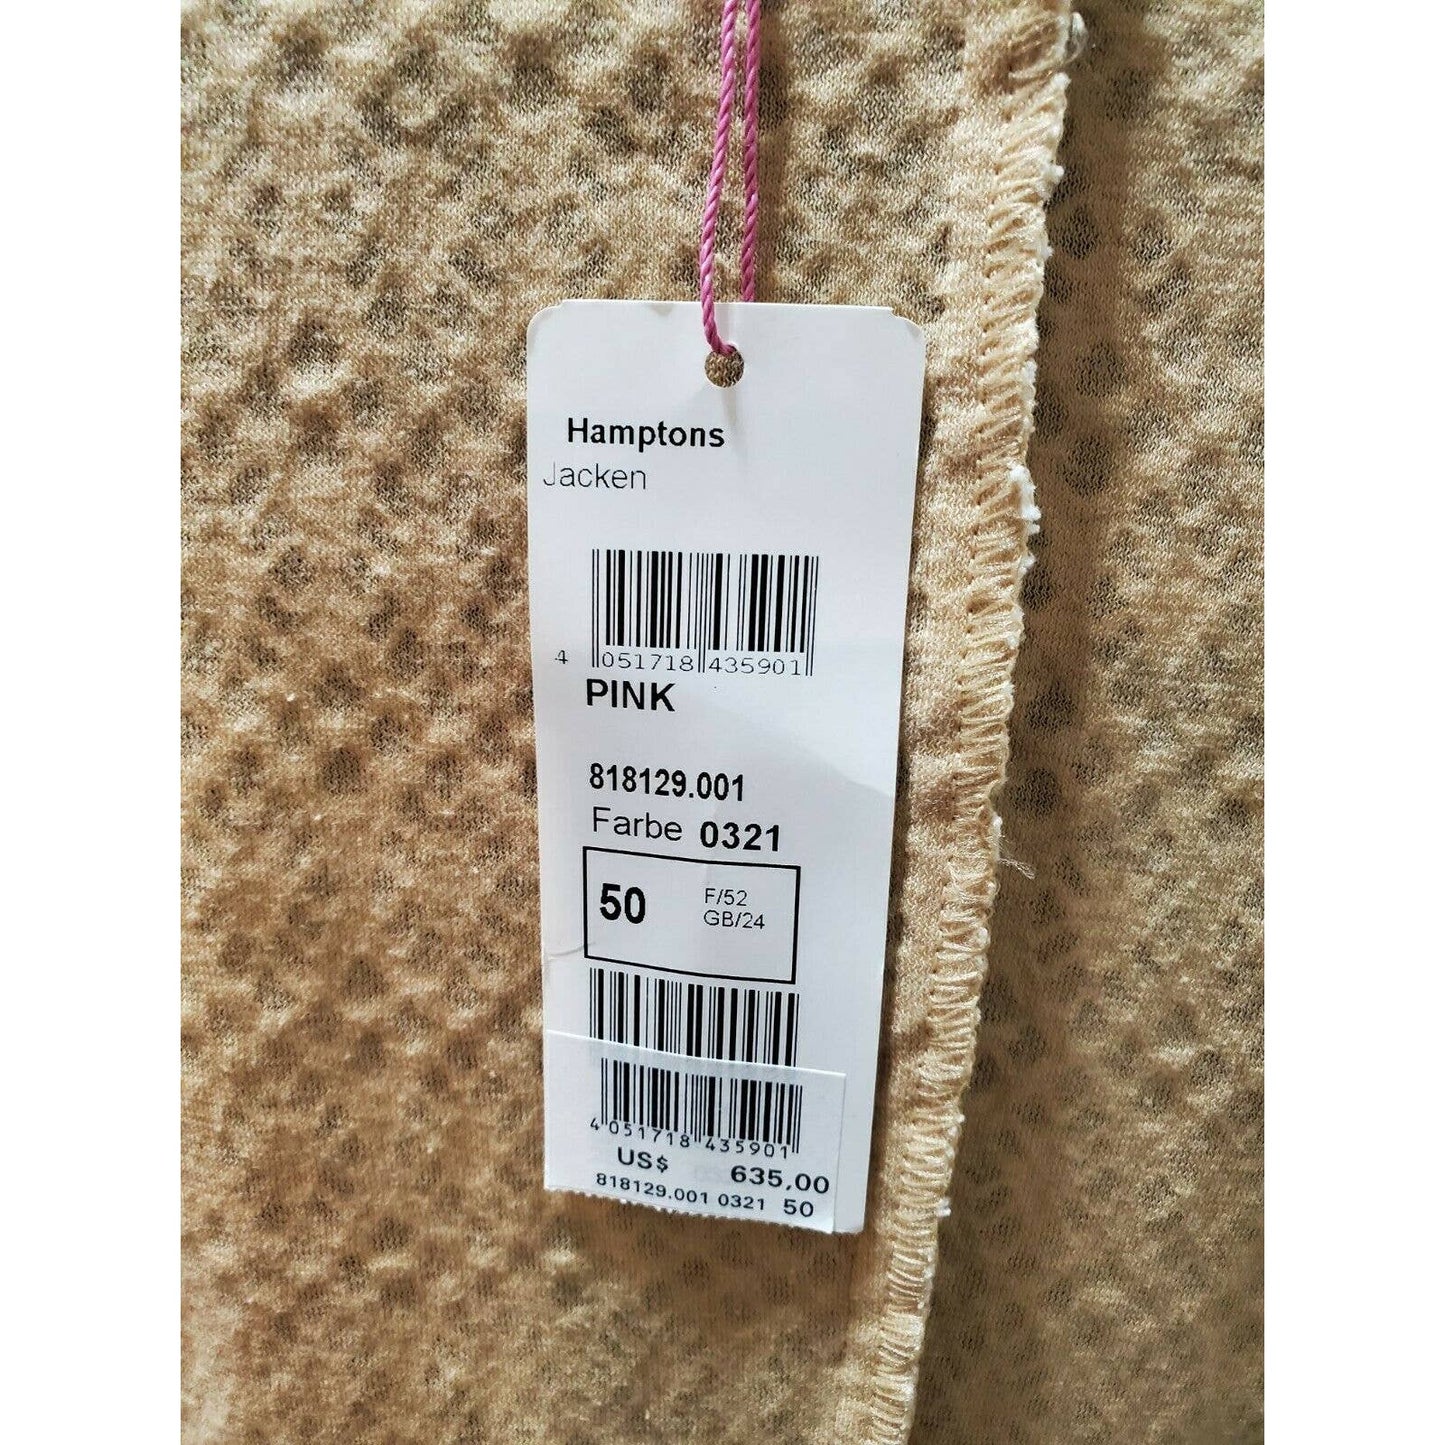 Hamptons
Jacken
4 051718 435901
PINK
818129.001
Farbe 0321
50 F/52
GB/24
4 051718 435901
US$ 635,00
818129.001 0321 50